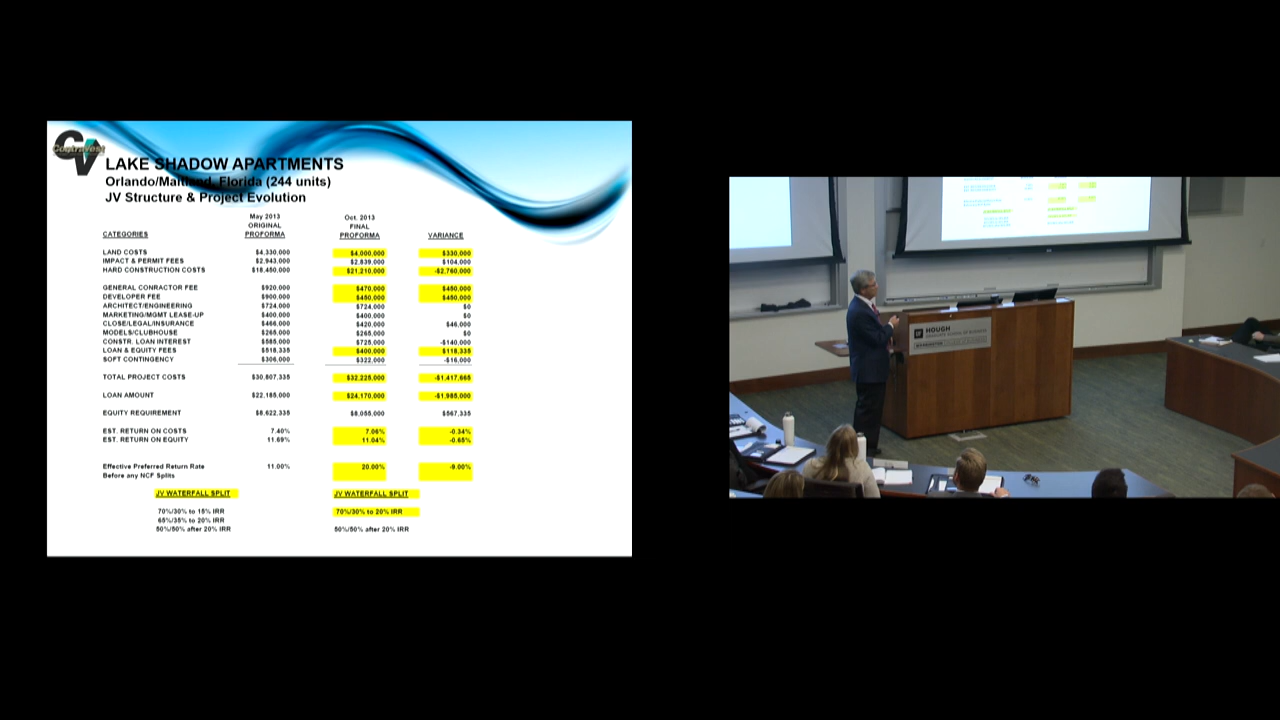 CV
Contravest
LAKE SHADOW APARTMENTS
Orlando/Maitland, Florida (244 units)
JV Structure & Project Evolution
CATEGORIES May 2013 ORIGINAL PROFORMA Oct. 2013 FINAL PROFORMA VARIANCE
LAND COSTS $4,330,000 $4,000,000 $330,000
IMPACT & PERMIT FEES $2,943,000 $2,839,000 $104,000
HARD CONSTRUCTION COSTS $18,450,000 $21,210,000 -$2,760,000
GENERAL CONRACTOR FEE $920,000 $470,000 $450,000
DEVELOPER FEE $900,000 $450,000 $450,000
ARCHITECT/ENGINEERING $724,000 $724,000 $0
MARKETING/MGMT LEASE-UP $400,000 $400,000 $0
CLOSE/LEGAL/INSURANCE $466,000 $420,000 $46,000
MODELS/CLUBHOUSE $265,000 $265,000 $0
CONSTR. LOAN INTEREST $585,000 $725,000 -$140,000
LOAN & EQUITY FEES $518,335 $400,000 $118,335
SOFT CONTINGENCY $306,000 $322,000 -$16,000
TOTAL PROJECT COSTS $30,807,335 $32,225,000 -$1,417,665
LOAN AMOUNT $22,185,000 $24,170,000 -$1,985,000
EQUITY REQUIREMENT $8,622,335 $8,055,000 $567,335
EST. RETURN ON COSTS 7.40% 7.06% -0.34%
EST. RETURN ON EQUITY 11.69% 11.04% -0.65%
Effective Preferred Return Rate 11.00% 20.00% -9.00%
Before any NCF Splits
JV WATERFALL SPLIT JV WATERFALL SPLIT
70%/30% to 15% IRR 70%/30% to 20% IRR
65%/35% to 20% IRR
50%/50% after 20% IRR 50%/50% after 20% IRR
HOUGH
GRADUATE SCHOOL OF BUSINESS